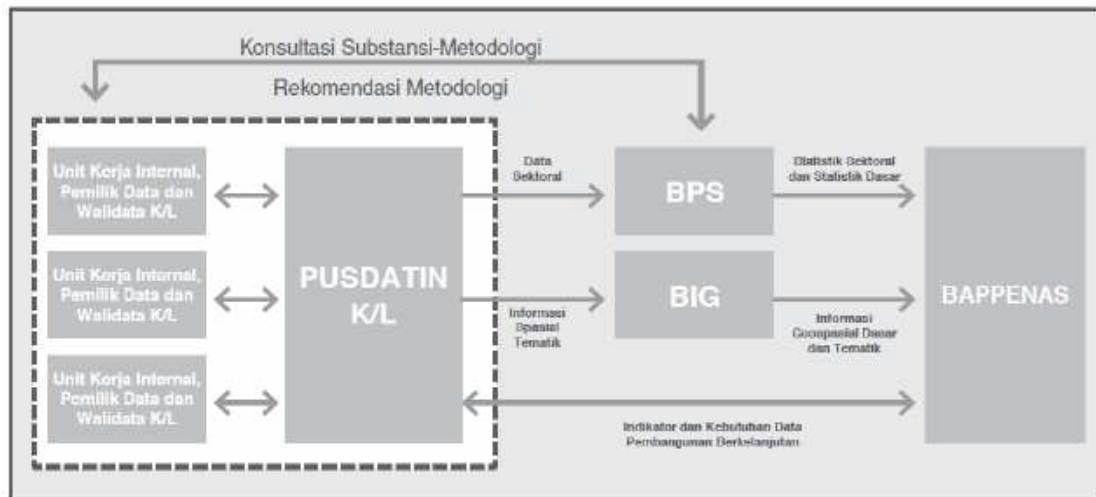 Konsultasi Substansi-Metodologi
Rekomendasi Metodologi
Unit Kerja Internal,
Pemilik Data dan
Walidata K/L
Unit Kerja Internal,
Pemilik Data dan
Walidata K/L
Unit Kerja Internal,
Pemilik Data dan
Walidata K/L
PUSDATIN
K/L
Data
Sektoral
Informasi
Spasial
Tematik
BPS
BIG
Statistik Sektoral
dan Statistik Dasar
Informasi
Geospasial Dasar
dan Tematik
Indikator dan Kebutuhan Data
Pembangunan Berkelanjutan
BAPPENAS